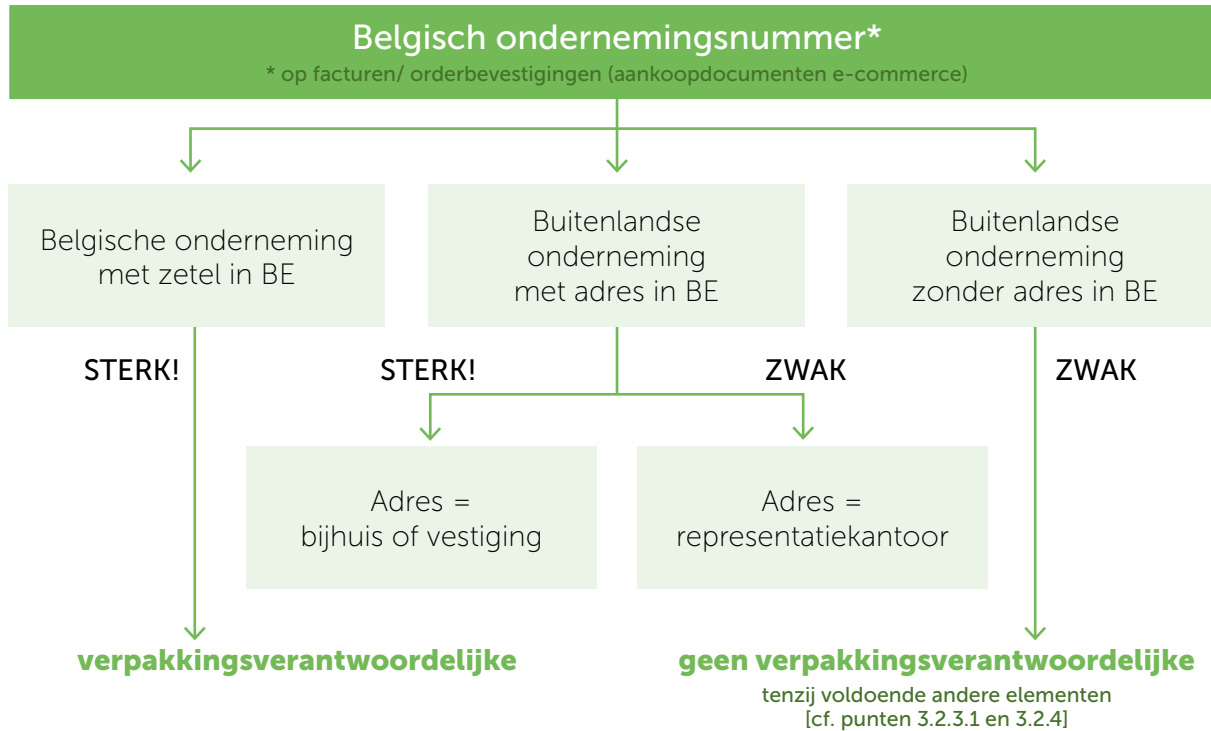 Belgisch ondernemingsnummer*
* op facturen/ orderbevestigingen (aankoopdocumenten e-commerce)
Belgische onderneming
met zetel in BE
Buitenlandse
onderneming
met adres in BE
Buitenlandse
onderneming
zonder adres in BE
STERK!
STERK!
ZWAK
ZWAK
Adres =
bijhuis of vestiging
Adres =
representatiekantoor
verpakkingsverantwoordelijke
geen verpakkingsverantwoordelijke
tenzij voldoende andere elementen
[cf. punten 3.2.3.1 en 3.2.4]